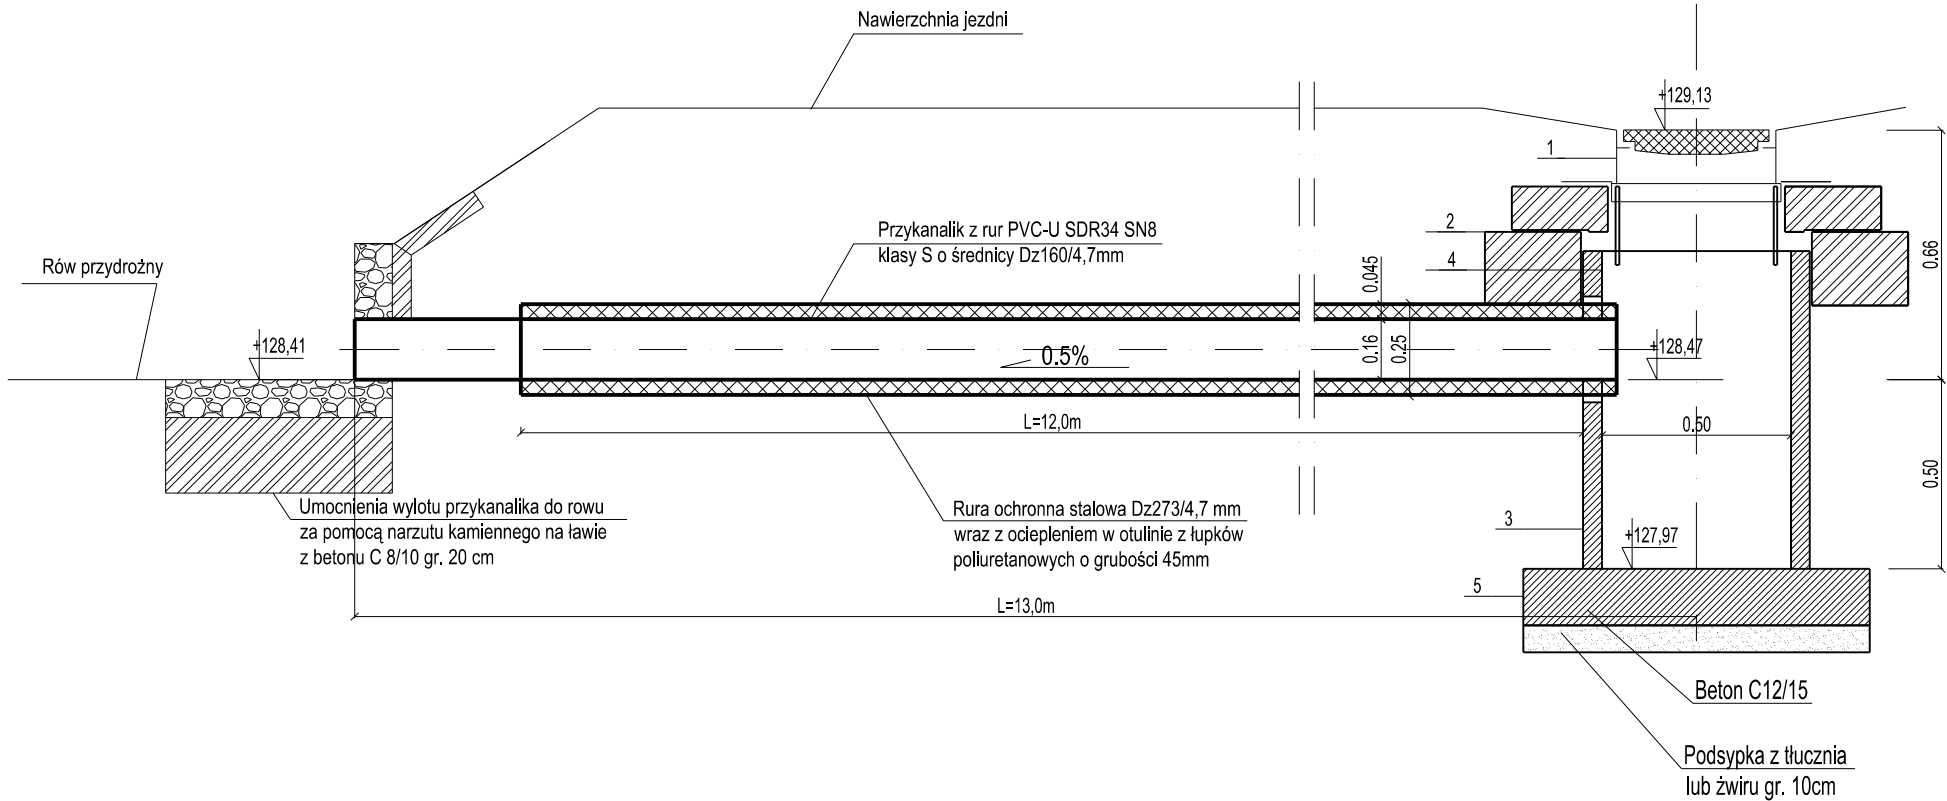 Nawierzchnia jezdni
+129,13
1
Przykanalik z rur PVC-U SDR34 SN8
klasy S o średnicy Dz160/4,7mm
2
4
0.045
0.66
Rów przydrożny
+128,41
0.5%
0.16
0.25
+128,47
L=12,0m
0.50
0.50
Umocnienia wylotu przykanalika do rowu
za pomocą narzutu kamiennego na ławie
z betonu C 8/10 gr. 20 cm
Rura ochronna stalowa Dz273/4,7 mm
wraz z ociepleniem w otulinie z łupków
poliuretanowych o grubości 45mm
3
+127,97
5
L=13,0m
Beton C12/15
Podsypka z tłucznia
lub żwiru gr. 10cm